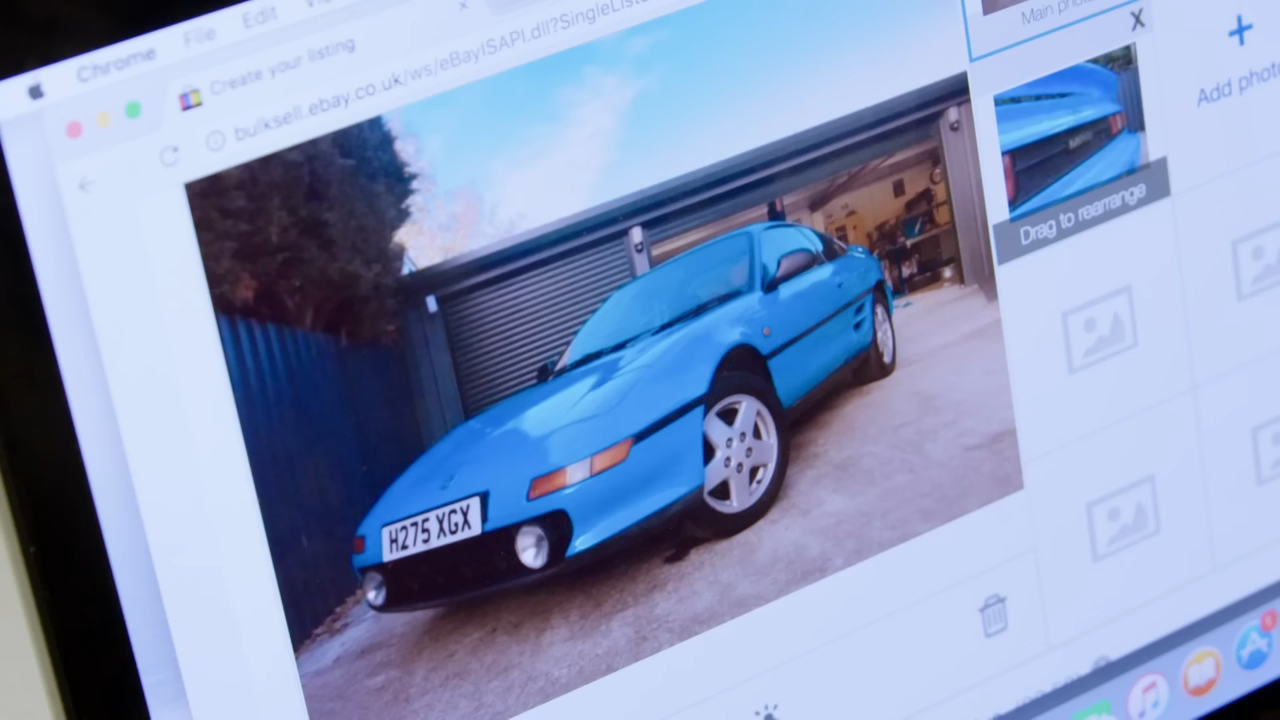 Chrome File Edit
Create your listing
bulksell.ebay.co.uk/ws/eBayISAPI.dll?SingleList
Main photo
X
Add photo
Drag to rearrange
H275 XGX